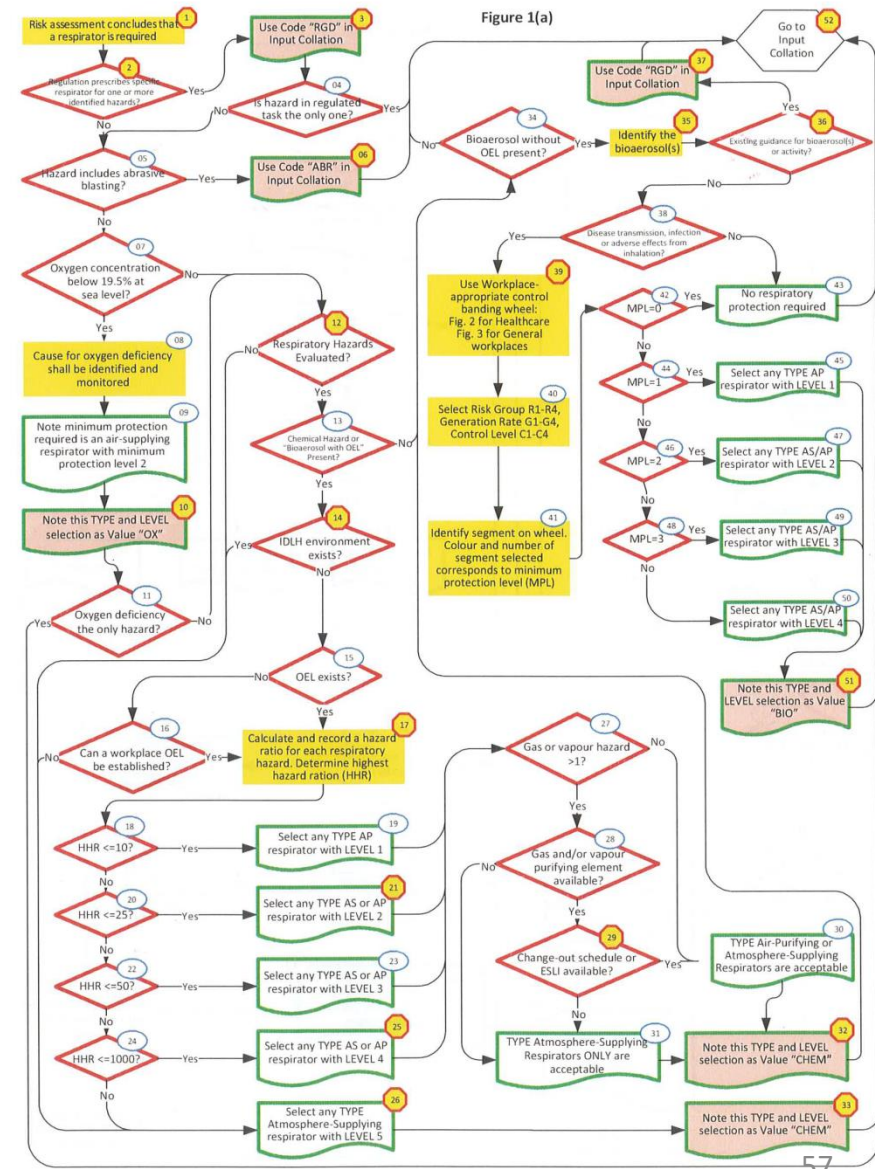 Figure 1(a)
1
Risk assessment concludes that
a respirator is required
2
Regulation prescribes specific
respirator for one or more
identified hazards?
Yes
No
3
Use Code "RGD" in
Input Collation
04
Is hazard in regulated
task the only one?
Yes
No
05
Hazard includes abrasive
blasting?
Yes
No
06
Use Code "ABR" in
Input Collation
07
Oxygen concentration
below 19.5% at
sea level?
No
Yes
08
Cause for oxygen deficiency
shall be identified and
monitored
09
Note minimum protection
required is an air-supplying
respirator with minimum
protection level 2
10
Note this TYPE and LEVEL
selection as Value "OX"
11
Oxygen deficiency
the only hazard?
Yes
No
12
Respiratory Hazards
Evaluated?
No
Yes
13
Chemical Hazard or
"Bioaerosol with OEL"
Present?
No
Yes
14
IDLH environment
exists?
Yes
No
15
OEL exists?
No
Yes
16
Can a workplace OEL
be established?
No
Yes
17
Calculate and record a hazard
ratio for each respiratory
hazard. Determine highest
hazard ration (HHR)
18
HHR <=10?
Yes
No
19
Select any TYPE AP
respirator with LEVEL 1
20
HHR <=25?
Yes
No
21
Select any TYPE AS or AP
respirator with LEVEL 2
22
HHR <=50?
Yes
No
23
Select any TYPE AS or AP
respirator with LEVEL 3
24
HHR <=1000?
Yes
No
25
Select any TYPE AS or AP
respirator with LEVEL 4
26
Select any TYPE
Atmosphere-Supplying
respirator with LEVEL 5
27
Gas or vapour hazard
>1?
No
Yes
28
Gas and/or vapour
purifying element
available?
No
Yes
29
Change-out schedule or
ESLI available?
Yes
No
30
TYPE Air-Purifying or
Atmosphere-Supplying
Respirators are acceptable
31
TYPE Atmosphere-Supplying
Respirators ONLY are
acceptable
32
Note this TYPE and LEVEL
selection as Value "CHEM"
33
Note this TYPE and LEVEL
selection as Value "CHEM"
34
Bioaerosol without
OEL present?
No
Yes
35
Identify the
bioaerosol(s)
36
Existing guidance for bioaerosol(s)
or activity?
Yes
No
37
Use Code "RGD" in
Input Collation
38
Disease transmission, infection
or adverse effects from
inhalation?
Yes
No
39
Use Workplace-
appropriate control
banding wheel:
Fig. 2 for Healthcare
Fig. 3 for General
workplaces
40
Select Risk Group R1-R4,
Generation Rate G1-G4,
Control Level C1-C4
41
Identify segment on wheel.
Colour and number of
segment selected
corresponds to minimum
protection level (MPL)
42
MPL=0
Yes
No
43
No respiratory
protection required
44
MPL=1
Yes
No
45
Select any TYPE AP
respirator with LEVEL 1
46
MPL=2
Yes
No
47
Select any TYPE AS/AP
respirator with LEVEL 2
48
MPL=3
Yes
No
49
Select any TYPE AS/AP
respirator with LEVEL 3
50
Select any TYPE AS/AP
respirator with LEVEL 4
51
Note this TYPE and
LEVEL selection as Value
"BIO"
52
Go to
Input
Collation
57